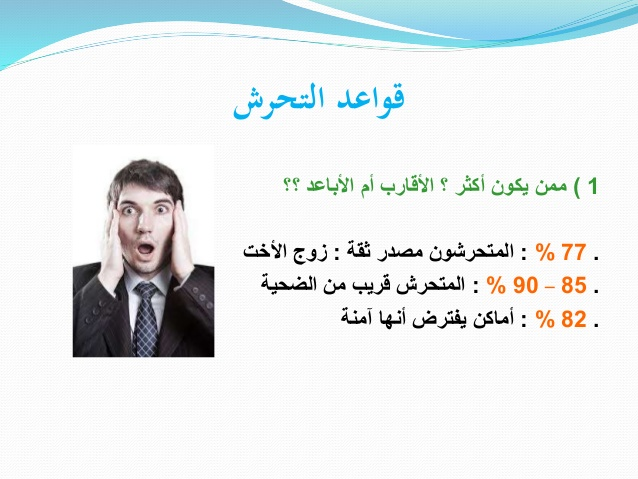 قواعد التحرش
1 ) ممن يكون أكثر ؟ الأقارب أم الأباعد ؟؟
. 77 % : المتحرشون مصدر ثقة : زوج الأخت
. 85 – 90 % : المتحرش قريب من الضحية
. 82 % : أماكن يفترض أنها آمنة